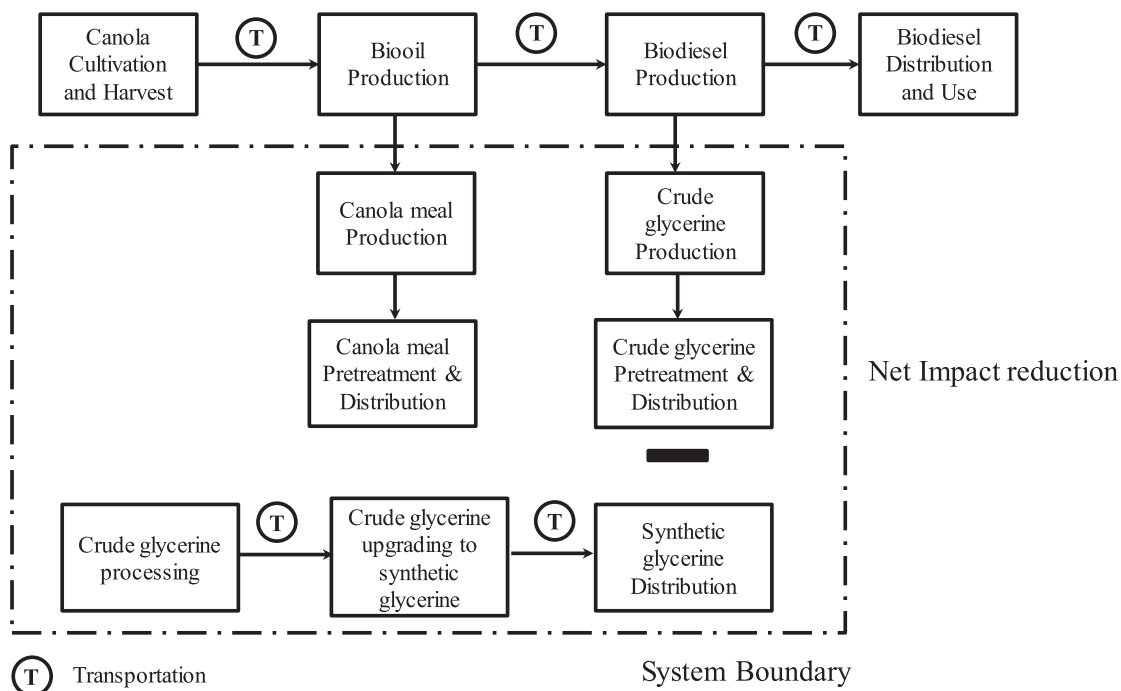 Canola
Cultivation
and Harvest
T
Biooil
Production
T
Biodiesel
Production
T
Biodiesel
Distribution
and Use
Canola meal
Production
Crude
glycerine
Production
Canola meal
Pretreatment &
Distribution
Crude glycerine
Pretreatment &
Distribution
Net Impact reduction
Crude glycerine
processing
T
Crude glycerine
upgrading to
synthetic
glycerine
T
Synthetic
glycerine
Distribution
T Transportation
System Boundary